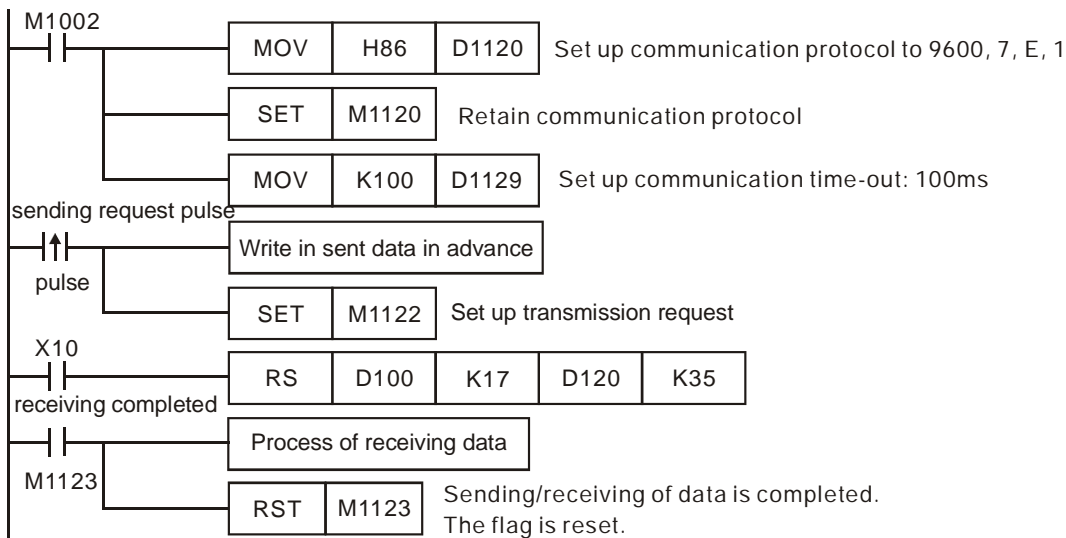 M1002
MOV H86 D1120 Set up communication protocol to 9600, 7, E, 1
SET M1120 Retain communication protocol
MOV K100 D1129 Set up communication time-out: 100ms
sending request pulse
Write in sent data in advance
pulse
SET M1122 Set up transmission request
X10
RS D100 K17 D120 K35
receiving completed
Process of receiving data
M1123
RST M1123 Sending/receiving of data is completed.
The flag is reset.